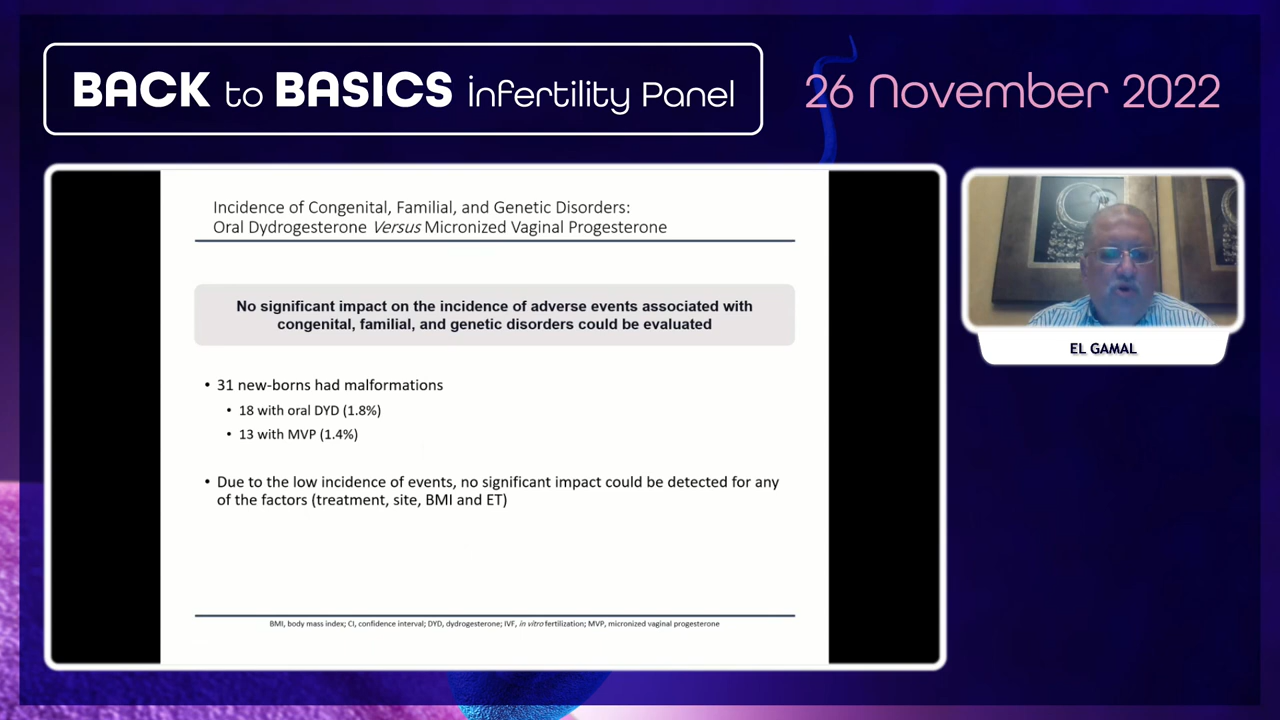 BACK to BASICS infertility Panel
26 November 2022
Incidence of Congenital, Familial, and Genetic Disorders:
Oral Dydrogesterone Versus Micronized Vaginal Progesterone
No significant impact on the incidence of adverse events associated with
congenital, familial, and genetic disorders could be evaluated
• 31 new-borns had malformations
• 18 with oral DYD (1.8%)
• 13 with MVP (1.4%)
• Due to the low incidence of events, no significant impact could be detected for any
of the factors (treatment, site, BMI and ET)
BMI, body mass index; CI, confidence interval; DYD, dydrogesterone; IVF, in vitro fertilization; MVP, micronized vaginal progesterone
EL GAMAL